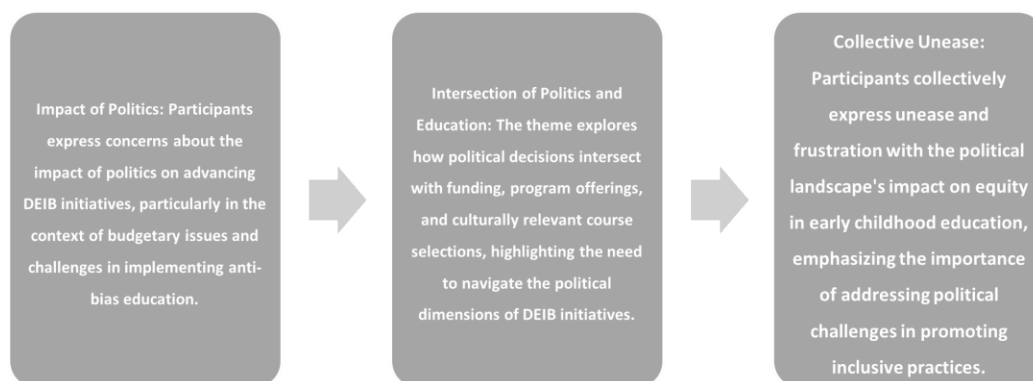 Impact of Politics: Participants
express concerns about the
impact of politics on advancing
DEIB initiatives, particularly in the
context of budgetary issues and
challenges in implementing anti-
bias education.
Intersection of Politics and
Education: The theme explores
how political decisions intersect
with funding, program offerings,
and culturally relevant course
selections, highlighting the need
to navigate the political
dimensions of DEIB initiatives.
Collective Unease:
Participants collectively
express unease and
frustration with the political
landscape's impact on equity
in early childhood education,
emphasizing the importance
of addressing political
challenges in promoting
inclusive practices.